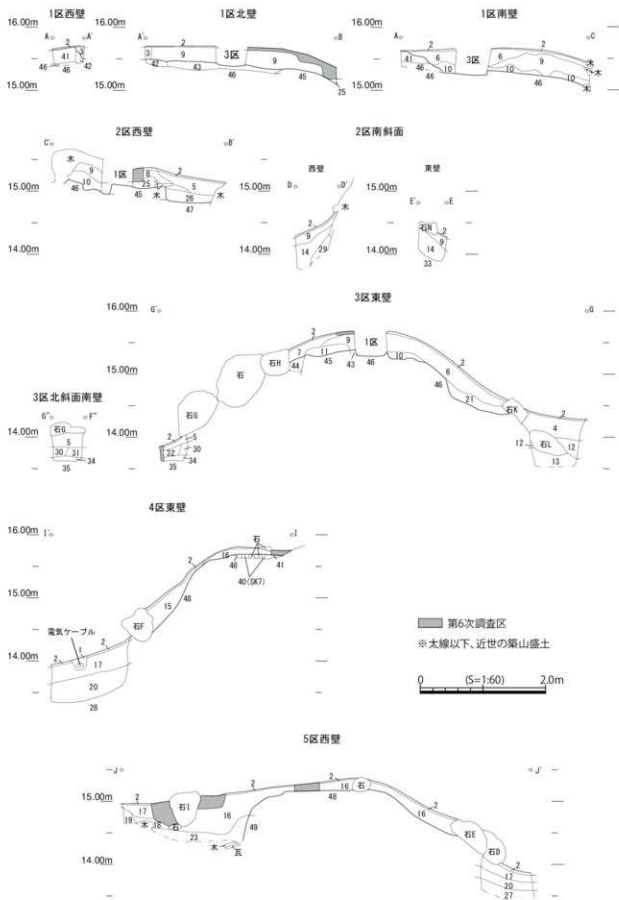 1区西壁
16.00m A A'
2 3
41
46 46 42
15.00m
1区北壁
A' B
2
3 9 3区 9
42 43 46 45
25
1区南壁
16.00m A C
2 2
41 6 3区 6 9 木
46 46 10 10 木
46 木
15.00m
2区西壁
C' B'
木 9 1区 8 2
15.00m 10 25 5
46 45 木 26 木
47
14.00m
2区南斜面
西壁 東壁
D D' E' E
15.00m 木 15.00m
2 石N 2
9 9
14 14
14.00m 29 14.00m 33
3区東壁
16.00m G' G
2 9 1区
石H 7 11 10 2
15.00m 石 44 45 43 46 6
46
石G 21 石K
14.00m 2 5 4 2
32 30 12 石L 12
35 34 13
3区北斜面南壁
G" F"
石G
14.00m 5
30 31
34
35
4区東壁
16.00m I' I
石
2 16
48 41
40(SK7)
15.00m 15 48
石F
電気ケーブル
14.00m 2 1 2
17
20
28
第6次調査区
※太線以下、近世の築山盛土
0 (S=1:60) 2.0m
5区西壁
J J'
15.00m 2 石I 2 2 16 石 2
17 16 48
19 木 18 石 49 16
23 石E
14.00m 木 瓦 石D 2
17
20
27